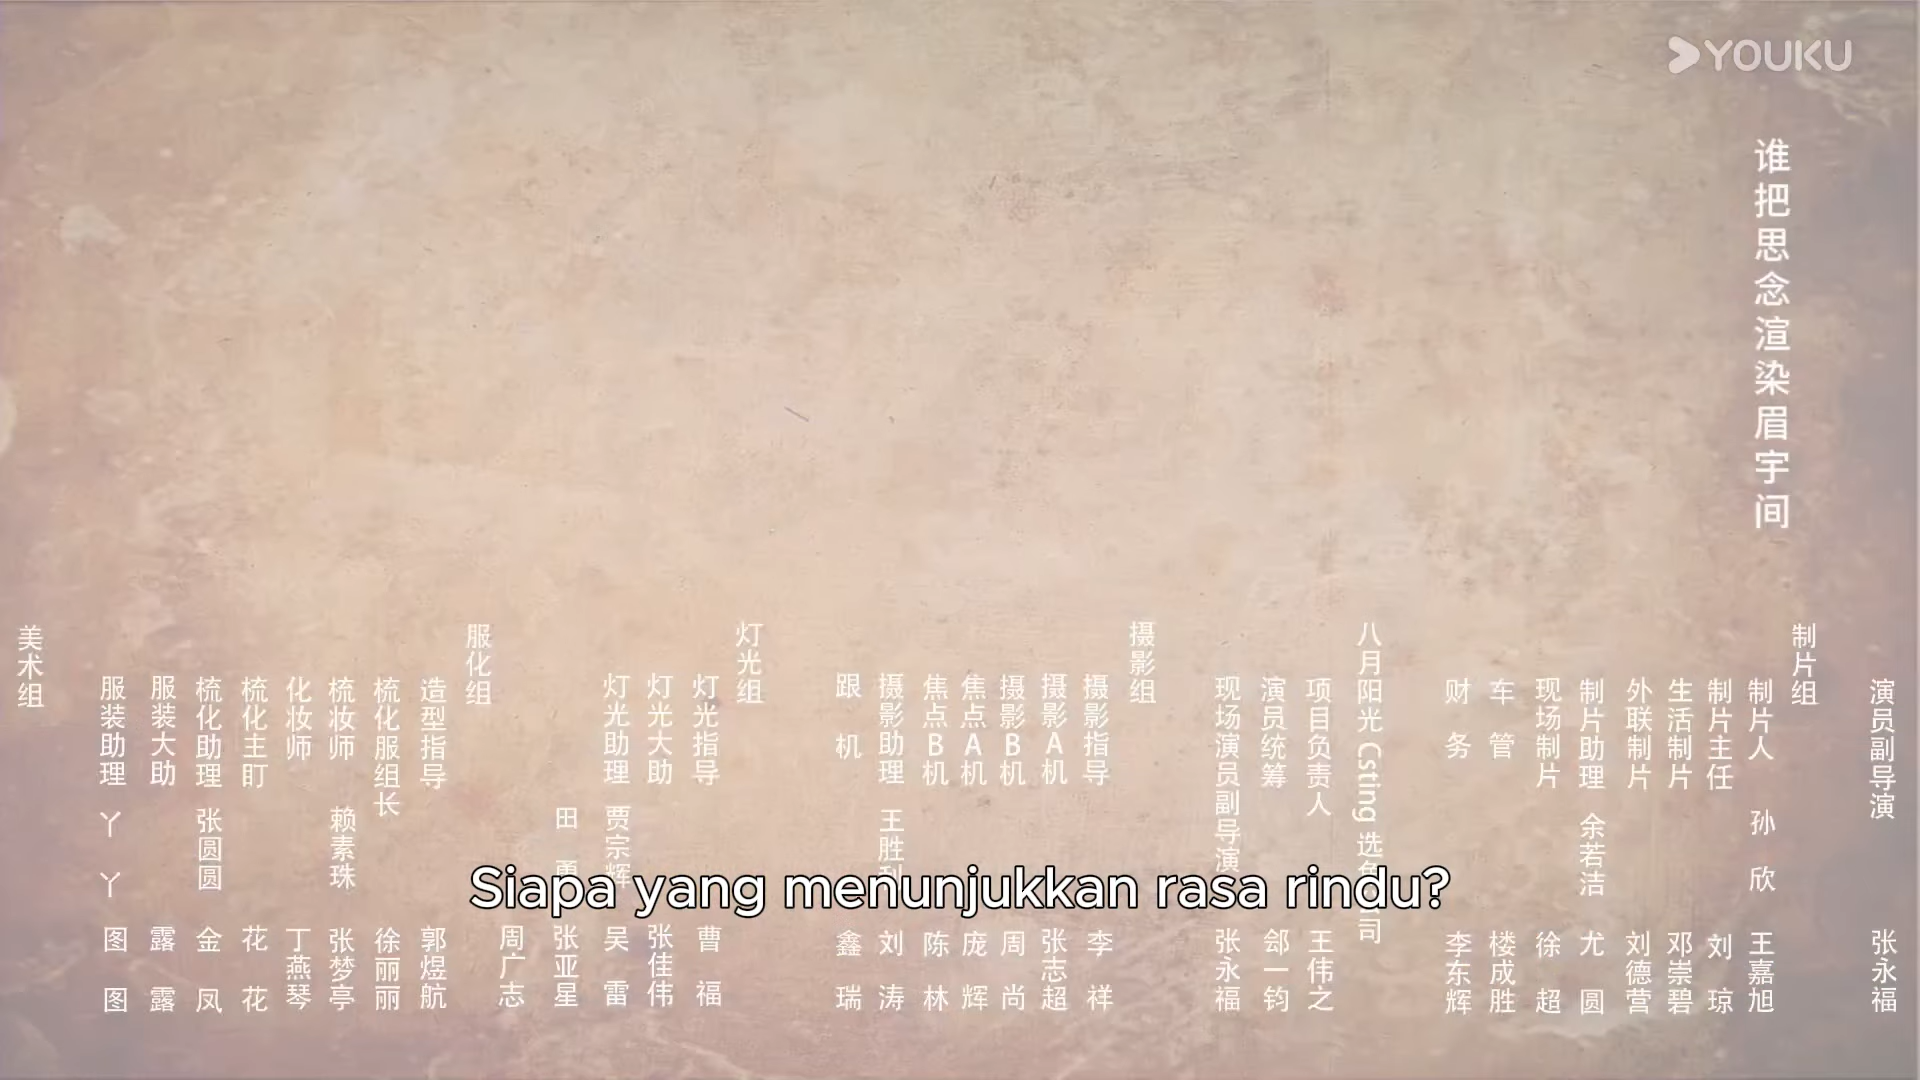 YOUKU
谁把思念渲染眉宇间
演员副导演 张永福
制片组
制片人 孙欣 王嘉旭
制片主任 刘琼
生活制片 邓崇碧
外联制片 刘德营
制片助理 余若洁 尤圆
现场制片 徐超
车管 楼成胜
财务 李东辉
八月阳光 Csting 选角公司
项目负责人 王伟之
演员统筹 郐一钧
现场演员副导演 张永福
摄影组
摄影指导 李祥
摄影A机 张志超
摄影B机 周尚
焦点A机 庞辉
焦点B机 陈林
摄影助理 王胜利 刘涛
跟机 鑫瑞
灯光组
灯光指导 曹福
灯光大助 张佳伟
灯光助理 贾宗辉 吴雷
田勇 张亚星
周广志
服化组
造型指导 郭煜航
梳化服组长 徐丽丽
梳妆师 赖素珠 张梦亭
化妆师 丁燕琴
梳化主盯 花花
梳化助理 张圆圆 金凤
服装大助 露露
服装助理 丫丫 图图
美术组
Siapa yang menunjukkan rasa rindu?